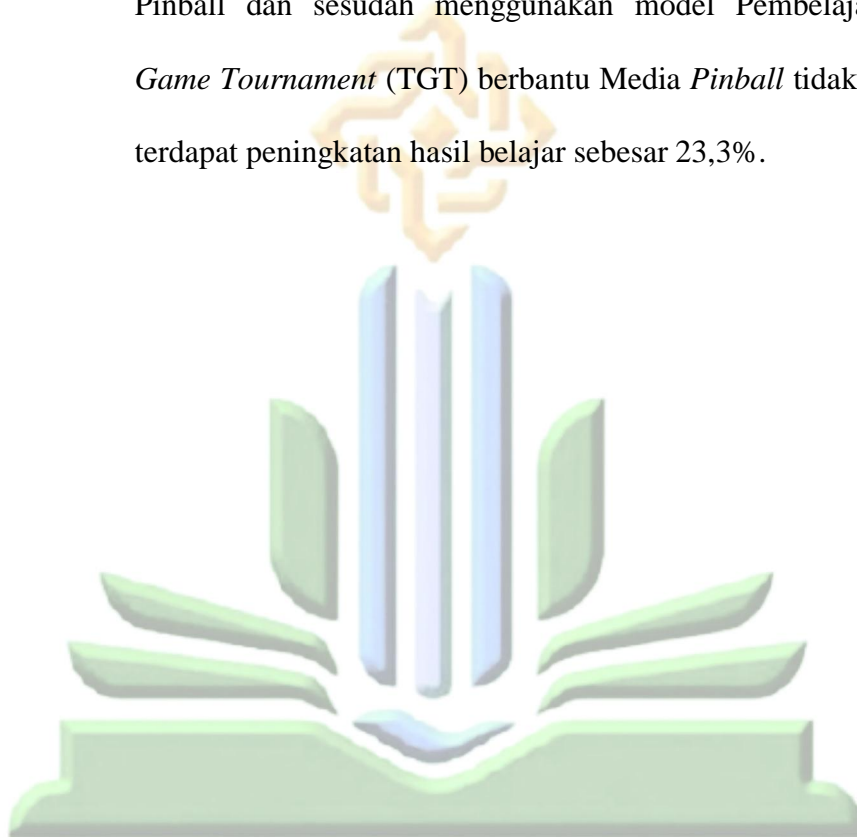 Pinball dan sesudah menggunakan model Pembelaja
Game Tournament (TGT) berbantu Media Pinball tidak
terdapat peningkatan hasil belajar sebesar 23,3%.